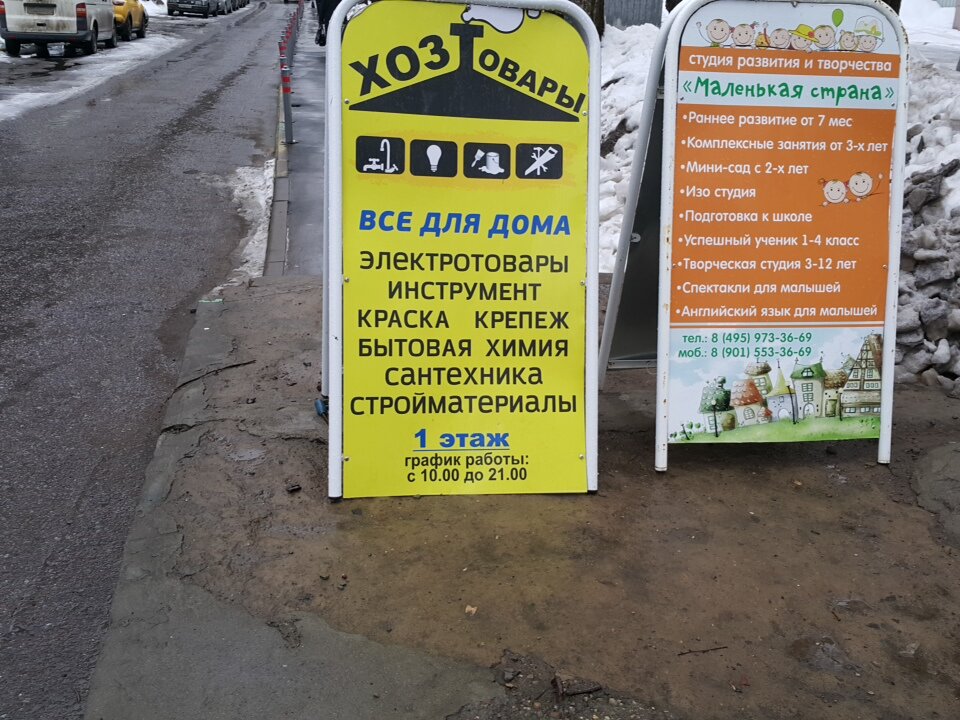 ХОЗТОВАРЫ
ВСЕ ДЛЯ ДОМА
ЭЛЕКТРОТОВАРЫ
ИНСТРУМЕНТ
КРАСКА КРЕПЕЖ
БЫТОВАЯ ХИМИЯ
САНТЕХНИКА
СТРОЙМАТЕРИАЛЫ
1 этаж
график работы:
с 10.00 до 21.00
студия развития и творчества
«Маленькая страна»
•Раннее развитие от 7 мес
•Комплексные занятия от 3-х лет
•Мини-сад с 2-х лет
•Изо студия
•Подготовка к школе
•Успешный ученик 1-4 класс
•Творческая студия 3-12 лет
•Спектакли для малышей
•Английский язык для малышей
тел.: 8 (495) 973-36-69
моб.: 8 (901) 553-36-69